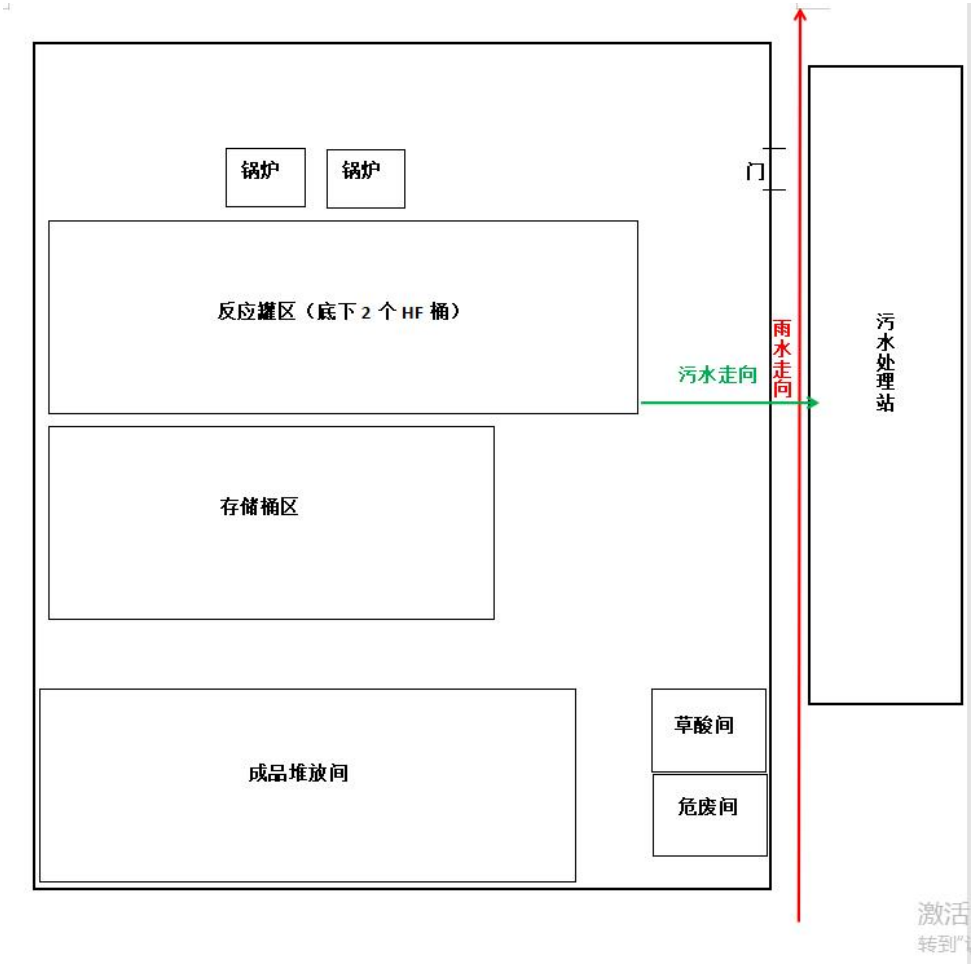 锅炉
锅炉
门
反应罐区（底下 2 个 HF 桶）
雨水走向
污水走向
污水处理站
存储桶区
草酸间
成品堆放间
危废间
激活
转到"